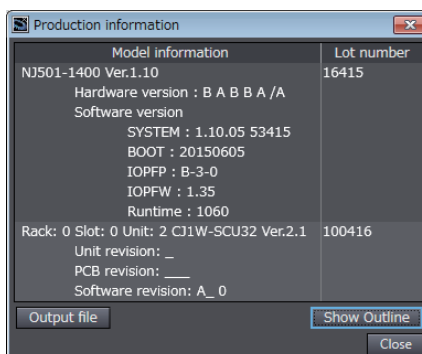 Production information
Model information Lot number
NJ501-1400 Ver.1.10 16415
Hardware version : B A B B A /A
Software version
SYSTEM : 1.10.05 53415
BOOT : 20150605
IOPFP : B-3-0
IOPFW : 1.35
Runtime : 1060
Rack: 0 Slot: 0 Unit: 2 CJ1W-SCU32 Ver.2.1 100416
Unit revision: _
PCB revision: ___
Software revision: A_ 0
Output file Show Outline
Close